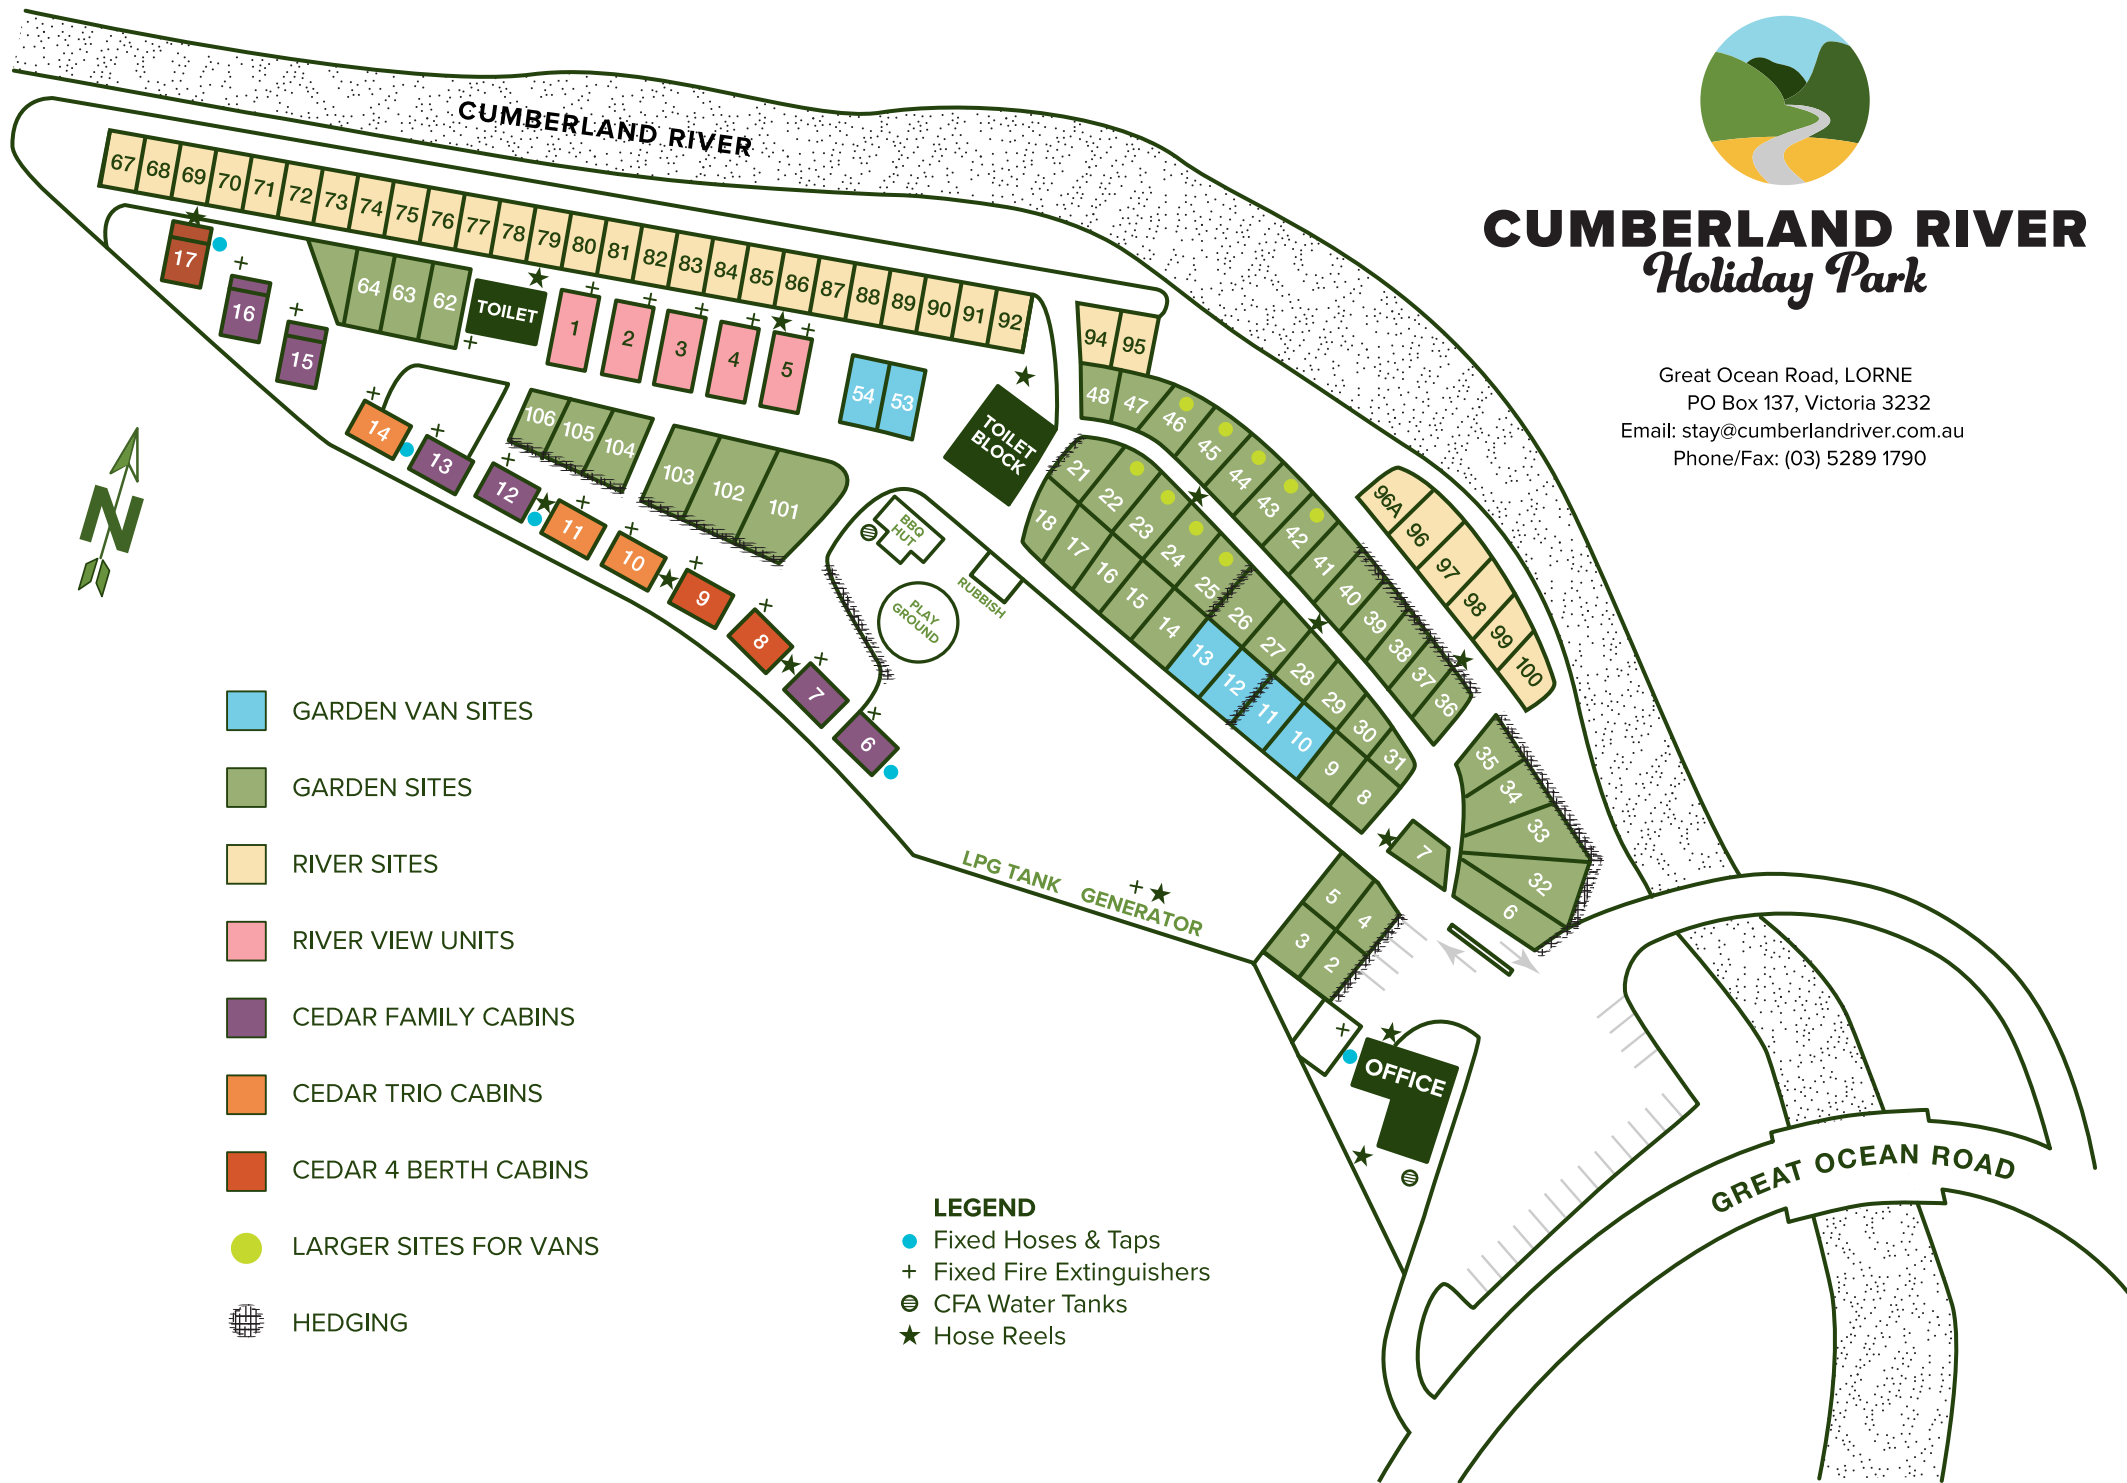 CUMBERLAND RIVER
CUMBERLAND RIVER
Holiday Park
Great Ocean Road, LORNE
PO Box 137, Victoria 3232
Email: stay@cumberlandriver.com.au
Phone/Fax: (03) 5289 1790
67 68 69 70 71 72 73 74 75 76 77 78 79 80 81 82 83 84 85 86 87 88 89 90 91 92
94 95
17
16
15
64 63 62
TOILET
1 2 3 4 5
54 53
TOILET
BLOCK
48 47 46 45 44 43 42 41 40 39 38 37 36
96A 96 97 98 99 100
106 105 104
103 102 101
14
13
12
11
10
9
8
7
6
BBQ
HUT
PLAY
GROUND
RUBBISH
21 22 23 24 25 26 27 28 29 30 31
18 17 16 15 14 13 12 11 10 9 8
35
34
33
32
6
7
5
4
3
2
N
LPG TANK
GENERATOR
OFFICE
GREAT OCEAN ROAD
GARDEN VAN SITES
GARDEN SITES
RIVER SITES
RIVER VIEW UNITS
CEDAR FAMILY CABINS
CEDAR TRIO CABINS
CEDAR 4 BERTH CABINS
LARGER SITES FOR VANS
HEDGING
LEGEND
Fixed Hoses & Taps
Fixed Fire Extinguishers
CFA Water Tanks
Hose Reels